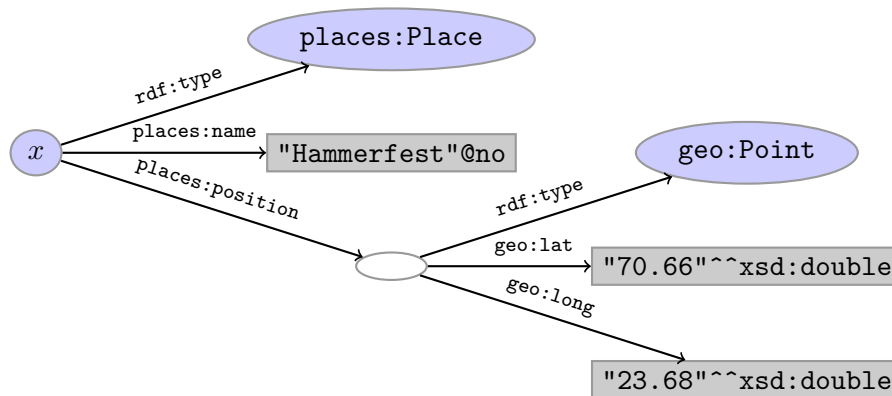 places:Place
rdf:type
x
places:name
"Hammerfest"@no
places:position
geo:Point
rdf:type
geo:lat
"70.66"^^xsd:double
geo:long
"23.68"^^xsd:double